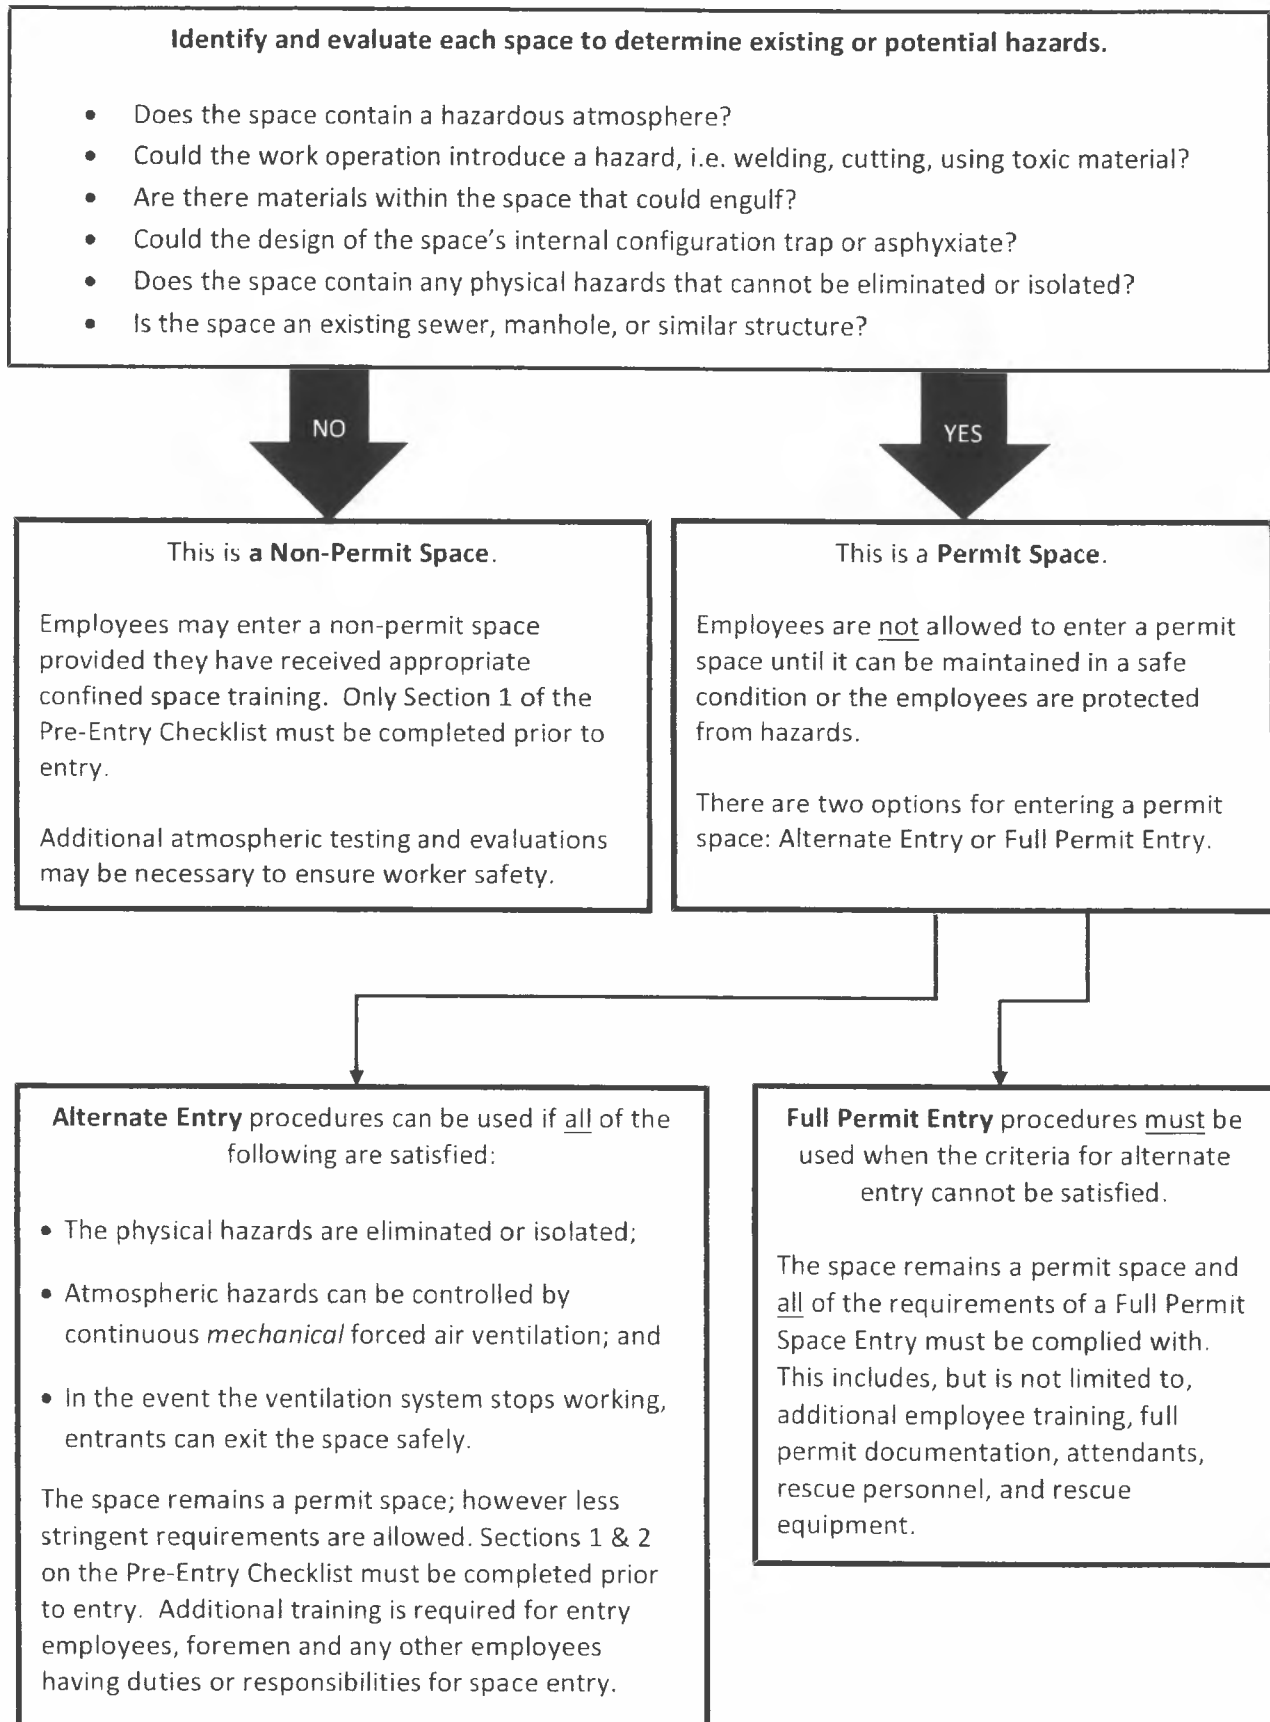 Identify and evaluate each space to determine existing or potential hazards.
• Does the space contain a hazardous atmosphere?
• Could the work operation introduce a hazard, i.e. welding, cutting, using toxic material?
• Are there materials within the space that could engulf?
• Could the design of the space's internal configuration trap or asphyxiate?
• Does the space contain any physical hazards that cannot be eliminated or isolated?
• Is the space an existing sewer, manhole, or similar structure?
NO
YES
This is a Non-Permit Space.
Employees may enter a non-permit space
provided they have received appropriate
confined space training. Only Section 1 of the
Pre-Entry Checklist must be completed prior to
entry.
Additional atmospheric testing and evaluations
may be necessary to ensure worker safety.
This is a Permit Space.
Employees are not allowed to enter a permit
space until it can be maintained in a safe
condition or the employees are protected
from hazards.
There are two options for entering a permit
space: Alternate Entry or Full Permit Entry.
Alternate Entry procedures can be used if all of the
following are satisfied:
• The physical hazards are eliminated or isolated;
• Atmospheric hazards can be controlled by
continuous mechanical forced air ventilation; and
• In the event the ventilation system stops working,
entrants can exit the space safely.
The space remains a permit space; however less
stringent requirements are allowed. Sections 1 & 2
on the Pre-Entry Checklist must be completed prior
to entry. Additional training is required for entry
employees, foremen and any other employees
having duties or responsibilities for space entry.
Full Permit Entry procedures must be
used when the criteria for alternate
entry cannot be satisfied.
The space remains a permit space and
all of the requirements of a Full Permit
Space Entry must be complied with.
This includes, but is not limited to,
additional employee training, full
permit documentation, attendants,
rescue personnel, and rescue
equipment.